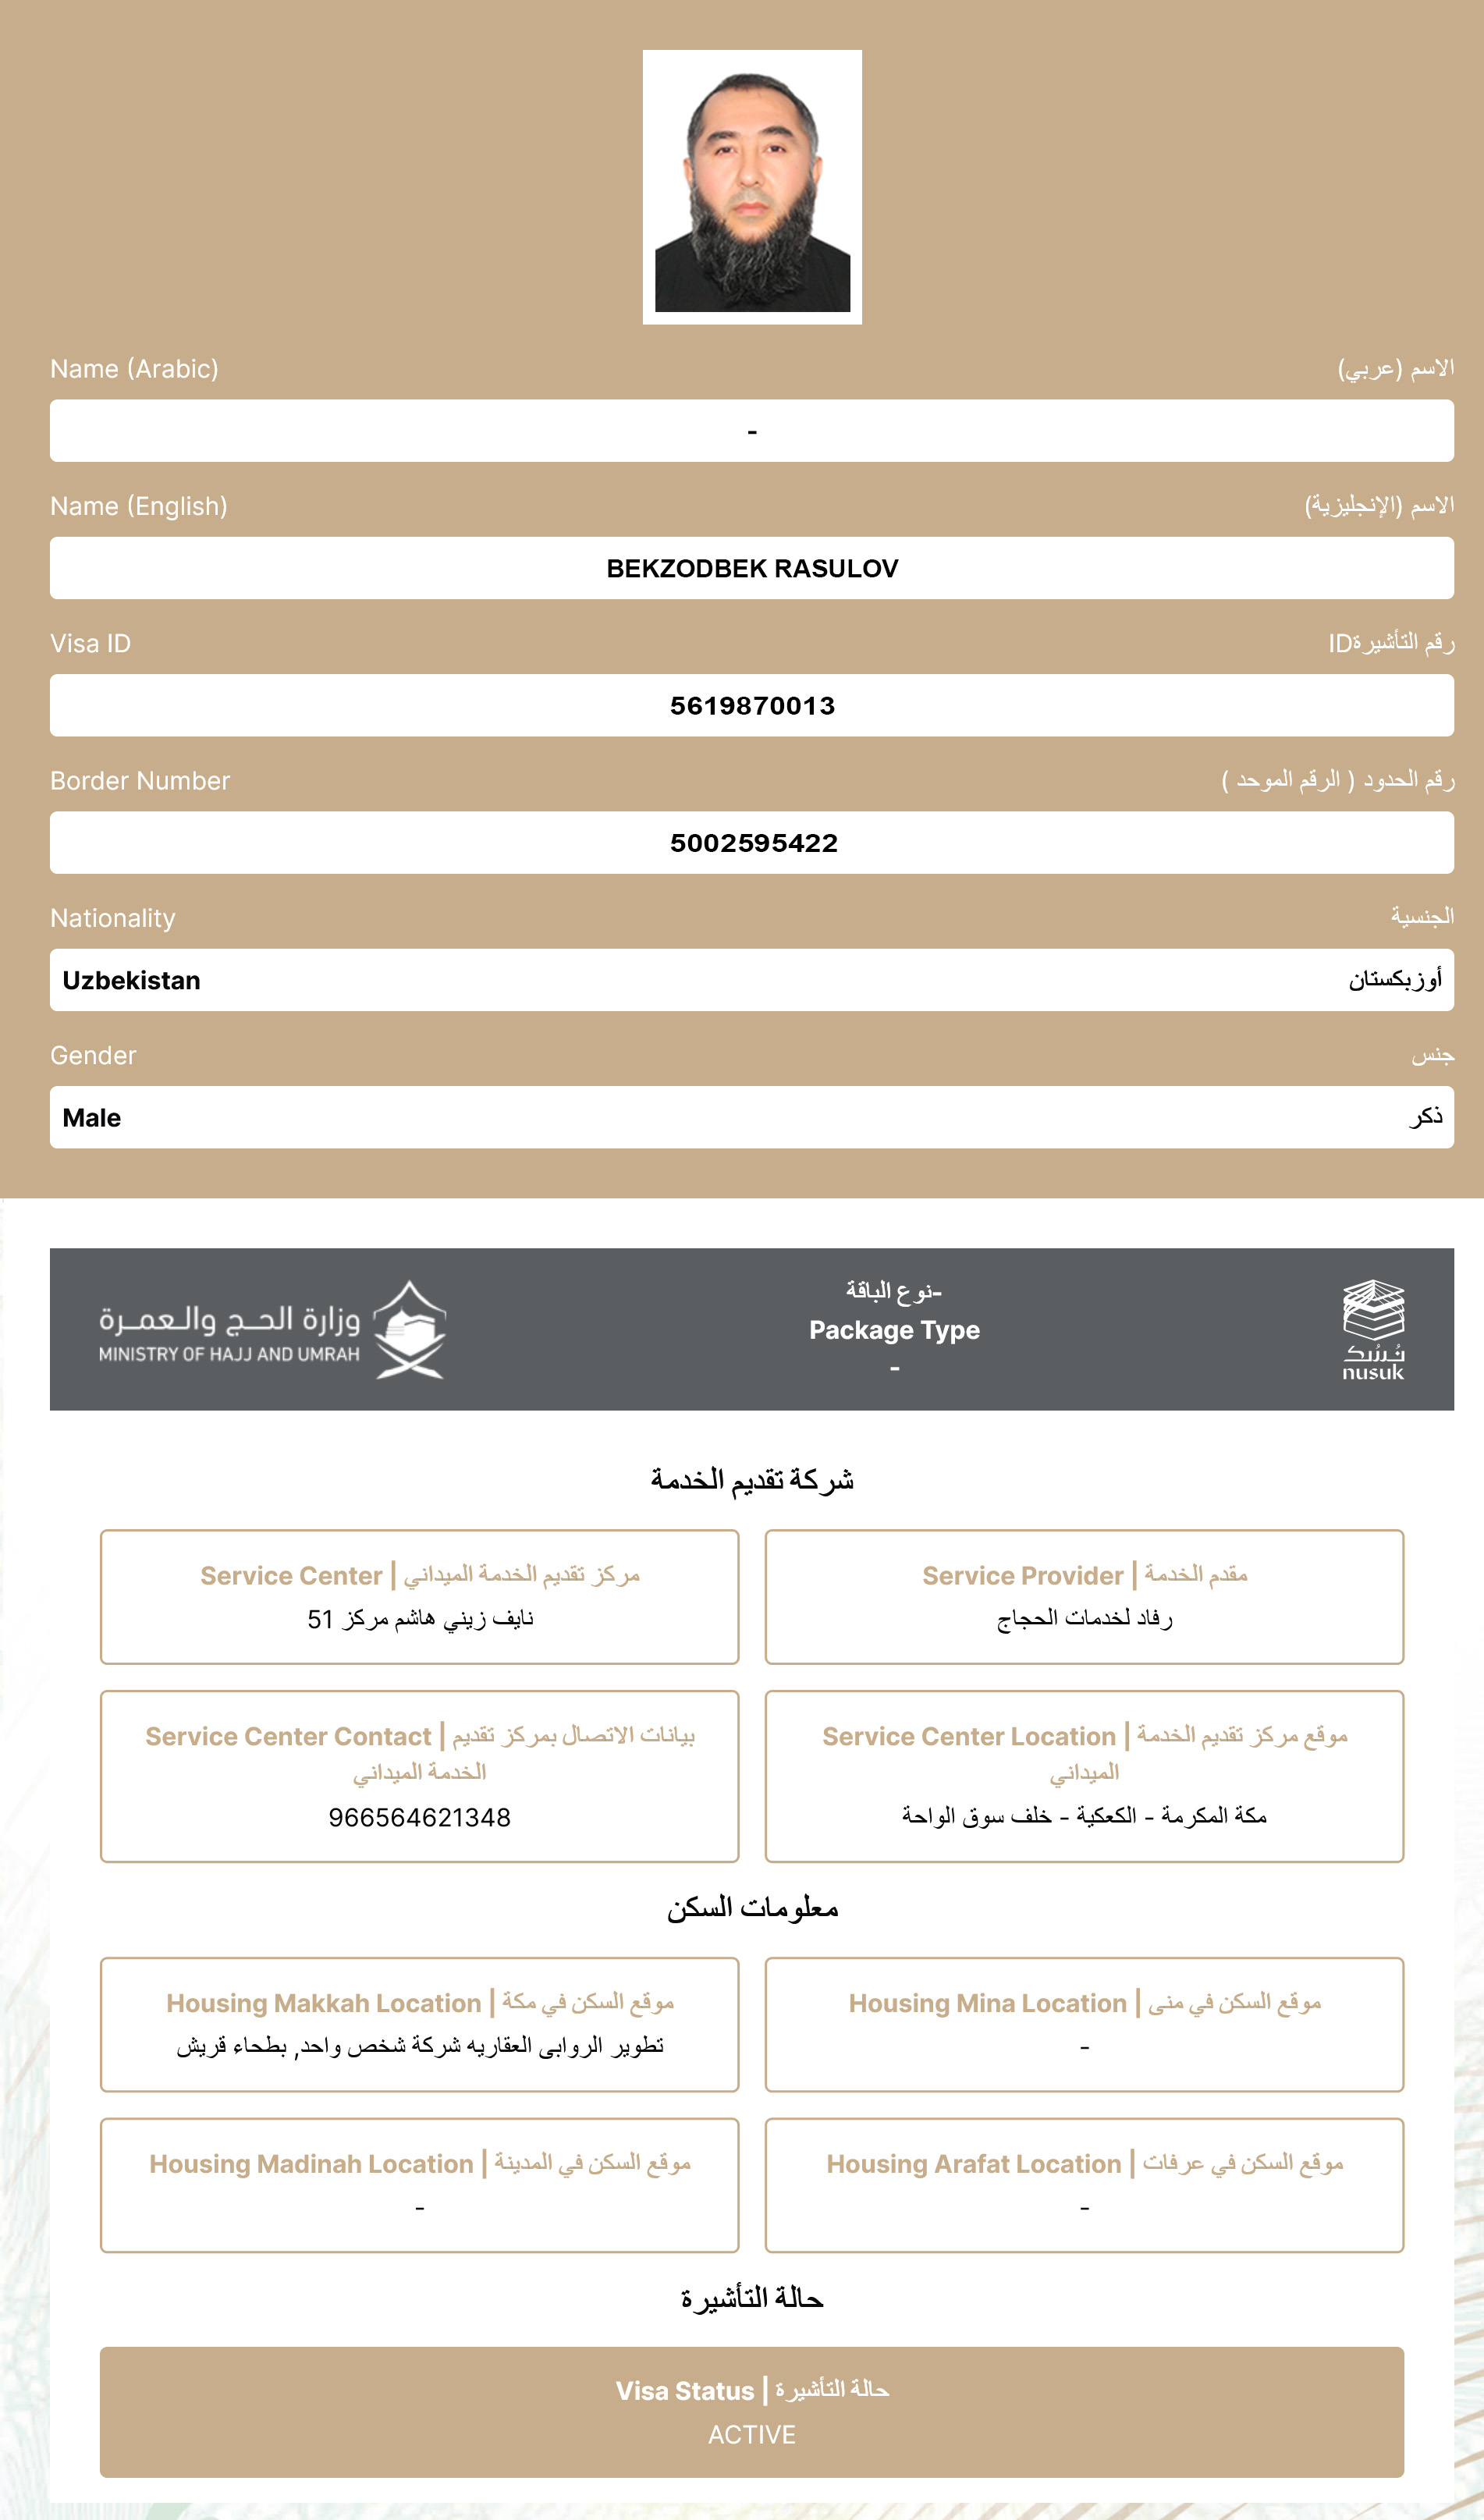 Name (Arabic) الاسم (عربي)
-
Name (English) الاسم (الإنجليزية)
BEKZODBEK RASULOV
Visa ID رقم التأشيرةID
5619870013
Border Number رقم الحدود ( الرقم الموحد )
5002595422
Nationality الجنسية
Uzbekistan أوزبكستان
Gender جنس
Male ذكر
وزارة الحج والعمرة
MINISTRY OF HAJJ AND UMRAH
-نوع الباقة
Package Type
-
نُسُك
nusuk
شركة تقديم الخدمة
Service Center | مركز تقديم الخدمة الميداني
نايف زيني هاشم مركز 51
Service Provider | مقدم الخدمة
رفاد لخدمات الحجاج
Service Center Contact | بيانات الاتصال بمركز تقديم
الخدمة الميداني
966564621348
Service Center Location | موقع مركز تقديم الخدمة
الميداني
مكة المكرمة - الكعكية - خلف سوق الواحة
معلومات السكن
Housing Makkah Location | موقع السكن في مكة
تطوير الروابى العقاريه شركة شخص واحد, بطحاء قريش
Housing Mina Location | موقع السكن في منى
-
Housing Madinah Location | موقع السكن في المدينة
-
Housing Arafat Location | موقع السكن في عرفات
-
حالة التأشيرة
Visa Status | حالة التأشيرة
ACTIVE